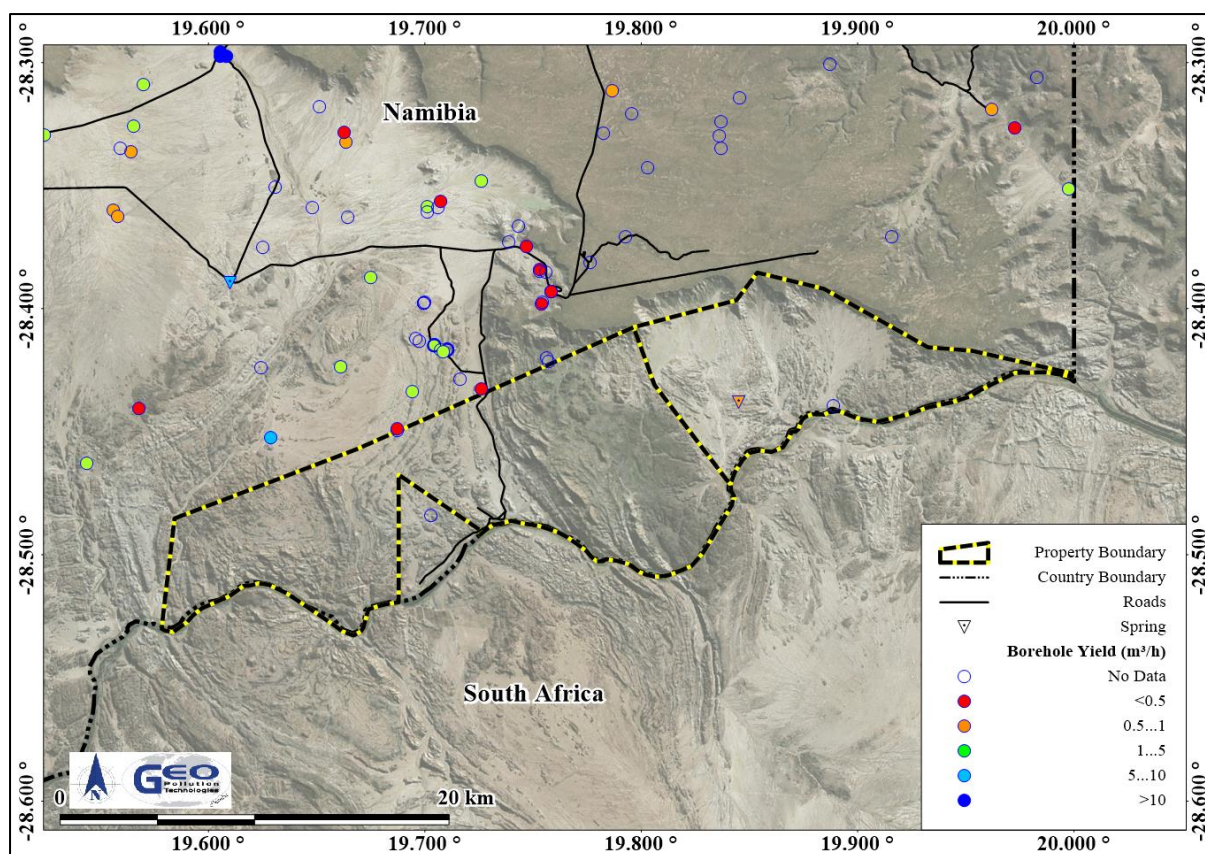 19.600 ° 19.700 ° 19.800 ° 19.900 ° 20.000 °
-28.300 ° -28.300 °
Namibia
-28.400 ° -28.400 °
-28.500 ° -28.500 °
South Africa
Property Boundary
Country Boundary
Roads
Spring
Borehole Yield (m³/h)
No Data
<0.5
0.5...1
1...5
5...10
>10
N
GEO
Pollution
Technologies
0 20 km
-28.600 ° -28.600 °
19.600 ° 19.700 ° 19.800 ° 19.900 ° 20.000 °